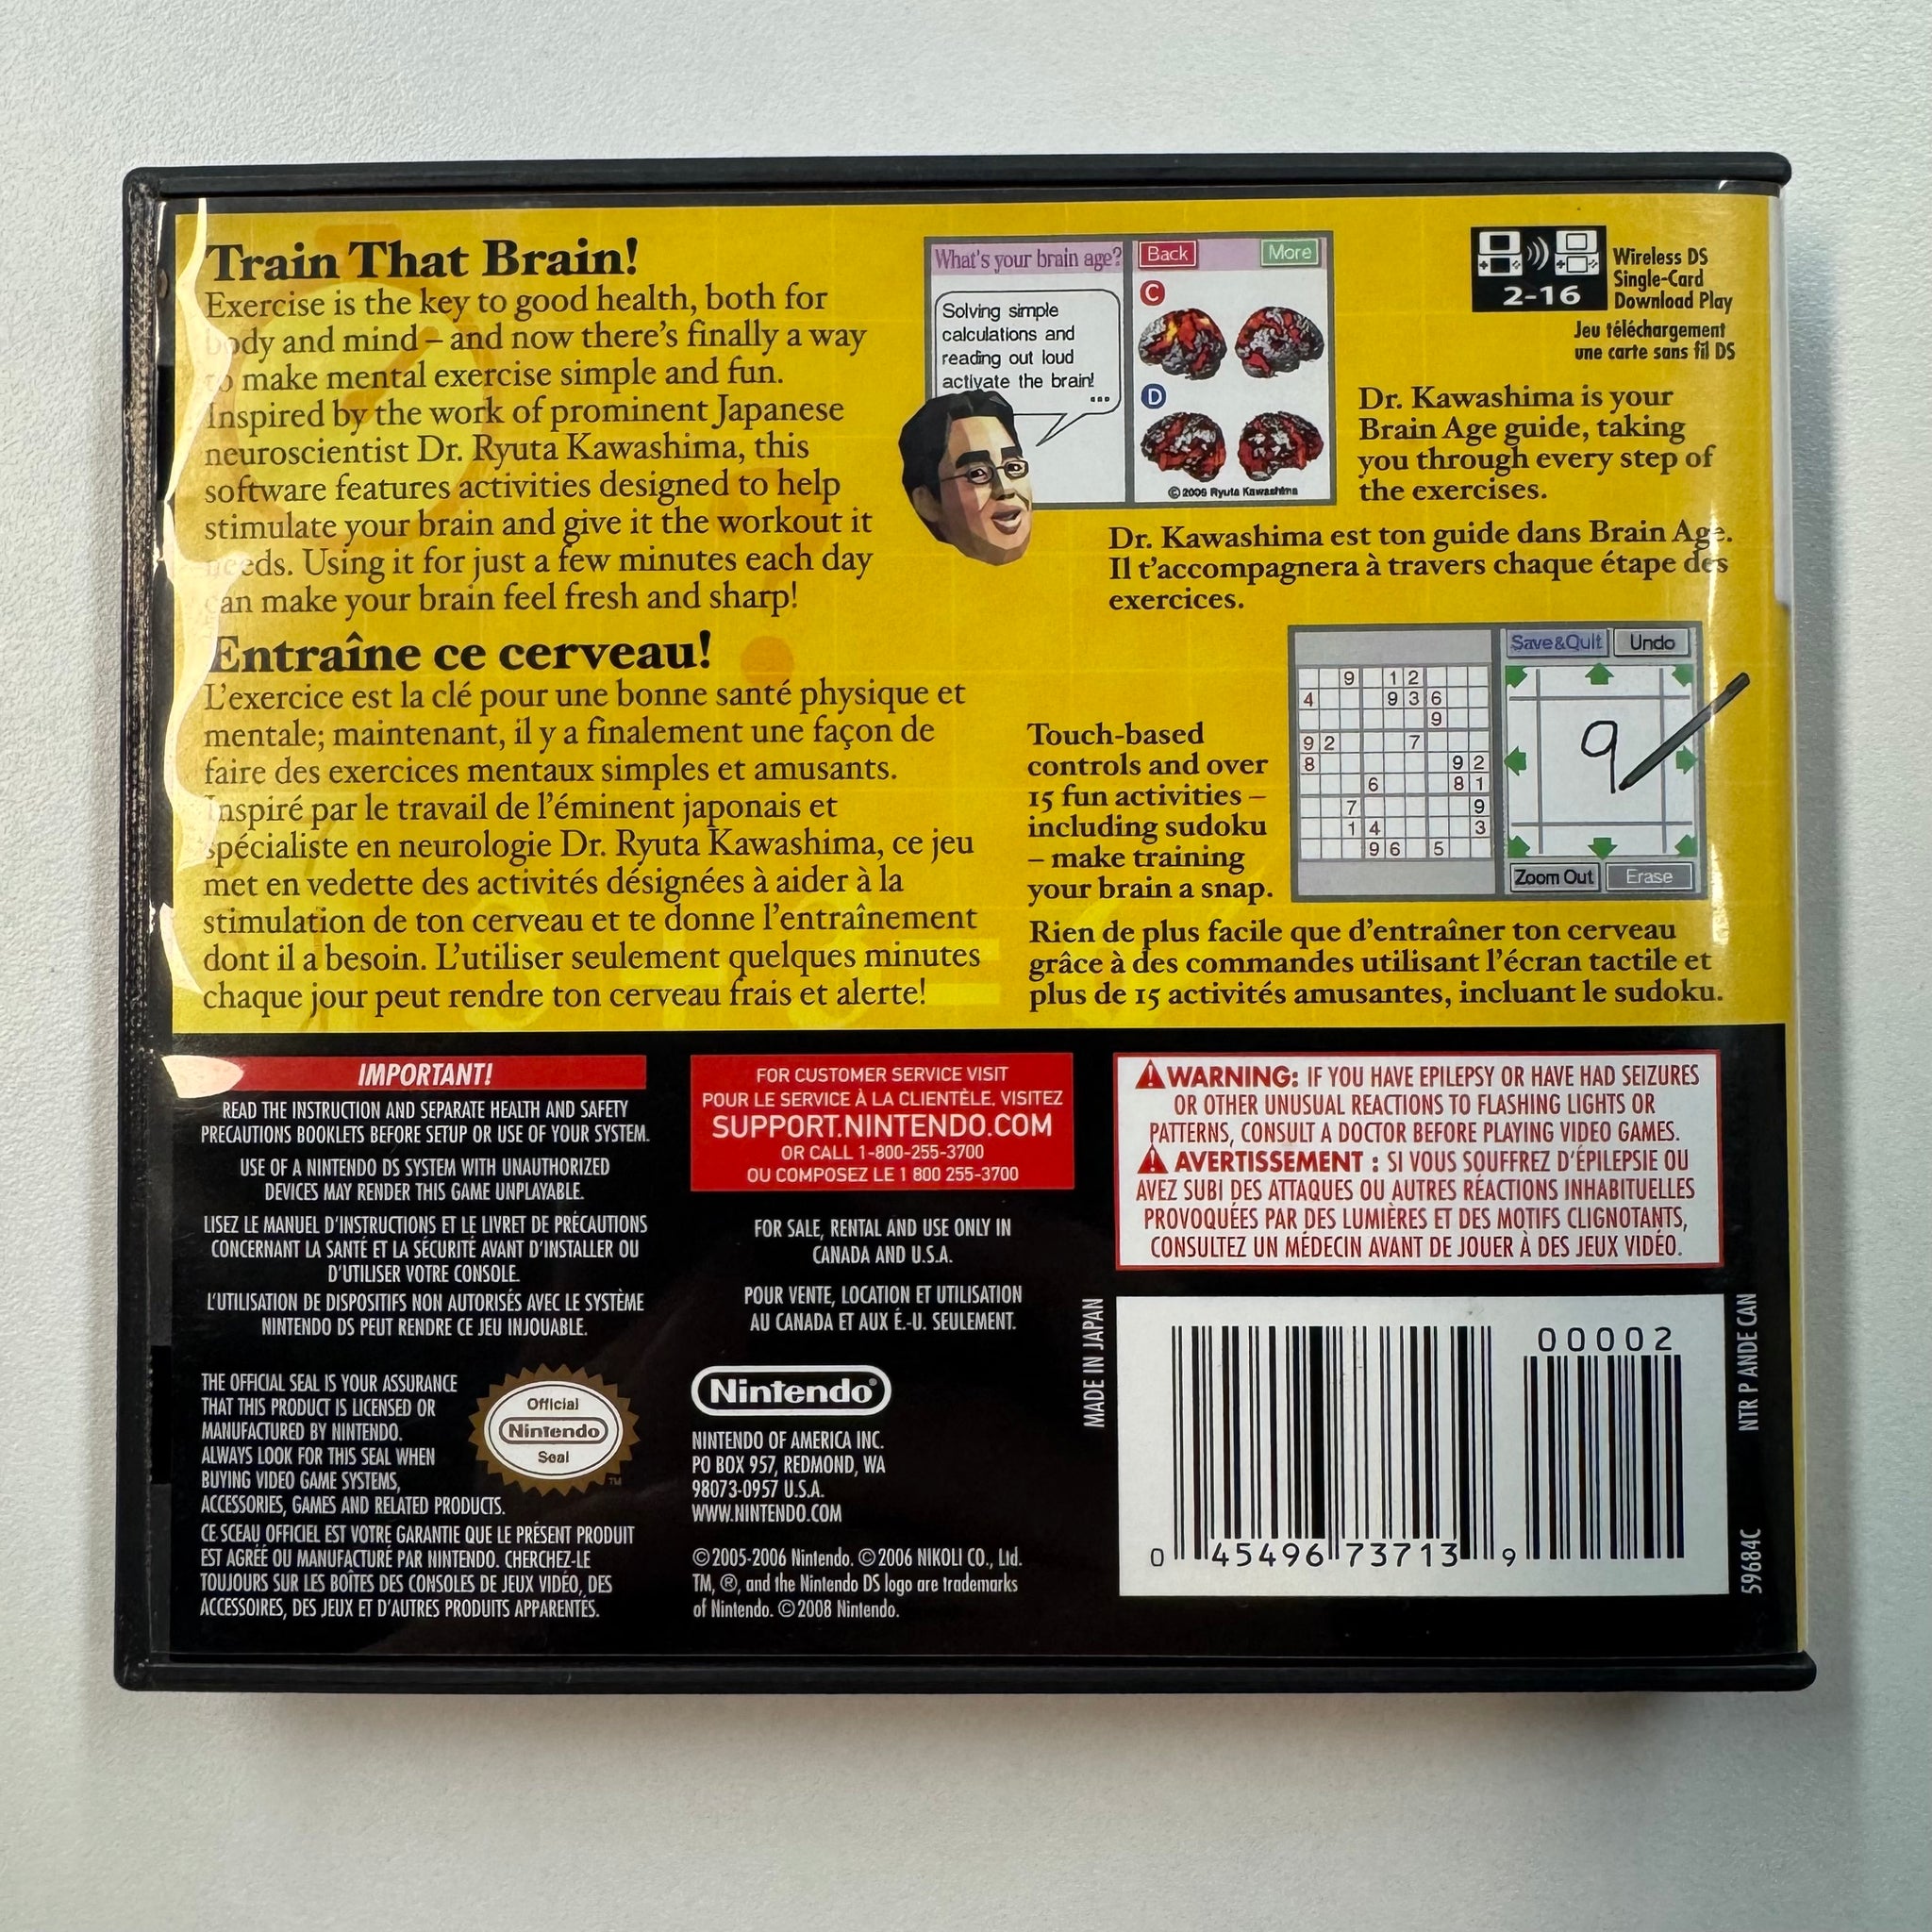 Train That Brain!
Exercise is the key to good health, both for
body and mind – and now there's finally a way
to make mental exercise simple and fun.
Inspired by the work of prominent Japanese
neuroscientist Dr. Ryuta Kawashima, this
software features activities designed to help
stimulate your brain and give it the workout it
needs. Using it for just a few minutes each day
can make your brain feel fresh and sharp!
Entraîne ce cerveau!
L'exercice est la clé pour une bonne santé physique et
mentale; maintenant, il y a finalement une façon de
faire des exercices mentaux simples et amusants.
Inspiré par le travail de l'éminent japonais et
spécialiste en neurologie Dr. Ryuta Kawashima, ce jeu
met en vedette des activités désignées à aider à la
stimulation de ton cerveau et te donne l'entraînement
dont il a besoin. L'utiliser seulement quelques minutes
chaque jour peut rendre ton cerveau frais et alerte!
What's your brain age?
Solving simple
calculations and
reading out loud
activate the brain!
...
Back
More
C
D
© 2006 Ryuta Kawashima
2-16
Wireless DS
Single-Card
Download Play
Jeu téléchargement
une carte sans fil DS
Dr. Kawashima is your
Brain Age guide, taking
you through every step of
the exercises.
Dr. Kawashima est ton guide dans Brain Age.
Il t'accompagnera à travers chaque étape des
exercices.
Touch-based
controls and over
15 fun activities –
including sudoku
– make training
your brain a snap.
9 1 2
4 9 3 6
9
9 2 7
8 9 2
6 8 1
7 9
1 4 3
9 6 5
Save&Quit
Undo
9
Zoom Out
Erase
Rien de plus facile que d'entraîner ton cerveau
grâce à des commandes utilisant l'écran tactile et
plus de 15 activités amusantes, incluant le sudoku.
IMPORTANT!
READ THE INSTRUCTION AND SEPARATE HEALTH AND SAFETY
PRECAUTIONS BOOKLETS BEFORE SETUP OR USE OF YOUR SYSTEM.
USE OF A NINTENDO DS SYSTEM WITH UNAUTHORIZED
DEVICES MAY RENDER THIS GAME UNPLAYABLE.
LISEZ LE MANUEL D'INSTRUCTIONS ET LE LIVRET DE PRÉCAUTIONS
CONCERNANT LA SANTÉ ET LA SÉCURITÉ AVANT D'INSTALLER OU
D'UTILISER VOTRE CONSOLE.
L'UTILISATION DE DISPOSITIFS NON AUTORISÉS AVEC LE SYSTÈME
NINTENDO DS PEUT RENDRE CE JEU INJOUABLE.
THE OFFICIAL SEAL IS YOUR ASSURANCE
THAT THIS PRODUCT IS LICENSED OR
MANUFACTURED BY NINTENDO.
ALWAYS LOOK FOR THIS SEAL WHEN
BUYING VIDEO GAME SYSTEMS,
ACCESSORIES, GAMES AND RELATED PRODUCTS.
CE SCEAU OFFICIEL EST VOTRE GARANTIE QUE LE PRÉSENT PRODUIT
EST AGRÉÉ OU MANUFACTURÉ PAR NINTENDO. CHERCHEZ-LE
TOUJOURS SUR LES BOÎTES DES CONSOLES DE JEUX VIDÉO, DES
ACCESSOIRES, DES JEUX ET D'AUTRES PRODUITS APPARENTÉS.
Official
Nintendo
Seal
TM
FOR CUSTOMER SERVICE VISIT
POUR LE SERVICE À LA CLIENTÈLE, VISITEZ
SUPPORT.NINTENDO.COM
OR CALL 1-800-255-3700
OU COMPOSEZ LE 1 800 255-3700
FOR SALE, RENTAL AND USE ONLY IN
CANADA AND U.S.A.
POUR VENTE, LOCATION ET UTILISATION
AU CANADA ET AUX É.-U. SEULEMENT.
Nintendo®
NINTENDO OF AMERICA INC.
PO BOX 957, REDMOND, WA
98073-0957 U.S.A.
WWW.NINTENDO.COM
©2005-2006 Nintendo. ©2006 NIKOLI CO., Ltd.
TM, ®, and the Nintendo DS logo are trademarks
of Nintendo. ©2008 Nintendo.
WARNING: IF YOU HAVE EPILEPSY OR HAVE HAD SEIZURES
OR OTHER UNUSUAL REACTIONS TO FLASHING LIGHTS OR
PATTERNS, CONSULT A DOCTOR BEFORE PLAYING VIDEO GAMES.
AVERTISSEMENT : SI VOUS SOUFFREZ D'ÉPILEPSIE OU
AVEZ SUBI DES ATTAQUES OU AUTRES RÉACTIONS INHABITUELLES
PROVOQUÉES PAR DES LUMIÈRES ET DES MOTIFS CLIGNOTANTS,
CONSULTEZ UN MÉDECIN AVANT DE JOUER À DES JEUX VIDÉO.
MADE IN JAPAN
00002
0 45496 73713 9
NTR P ANDE CAN
59684C